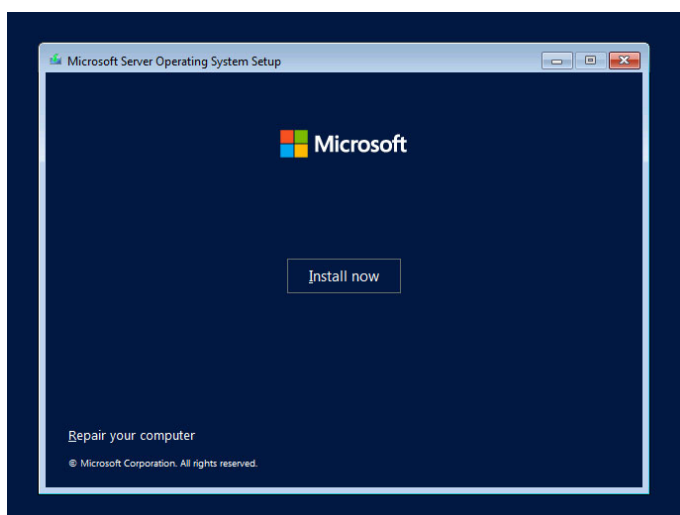 Microsoft Server Operating System Setup
Microsoft
Install now
Repair your computer
© Microsoft Corporation. All rights reserved.